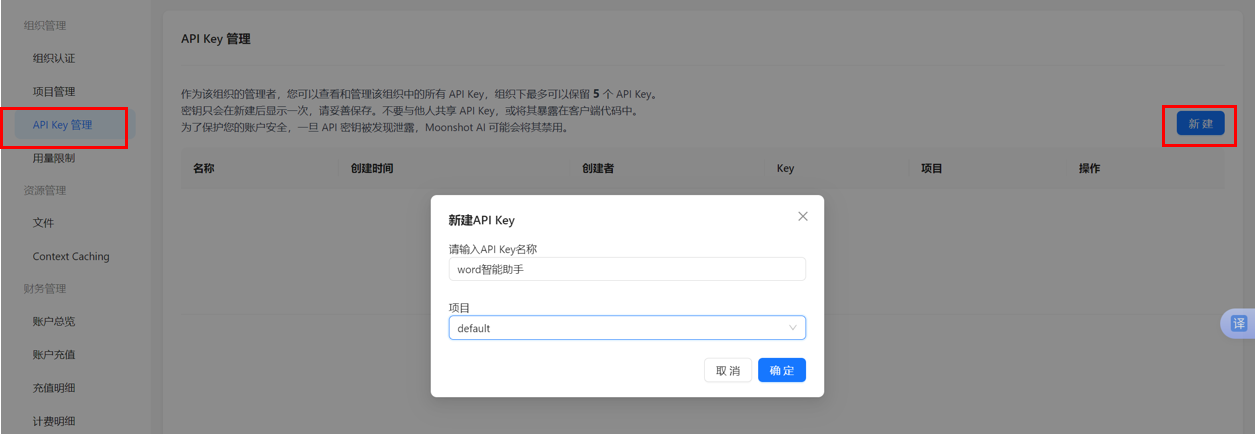 组织管理
组织认证
项目管理
API Key 管理
用量限制
资源管理
文件
Context Caching
财务管理
账户总览
账户充值
充值明细
计费明细
API Key 管理
作为该组织的管理者，您可以查看和管理该组织中的所有 API Key，组织下最多可以保留 5 个 API Key。
密钥只会在新建后显示一次，请妥善保存。不要与他人共享 API Key，或将其暴露在客户端代码中。
为了保护您的账户安全，一旦 API 密钥被发现泄露，Moonshot AI 可能会将其禁用。
新 建
名称 创建时间 创建者 Key 项目 操作
新建API Key
请输入API Key名称
word智能助手
项目
default
取 消 确 定
译